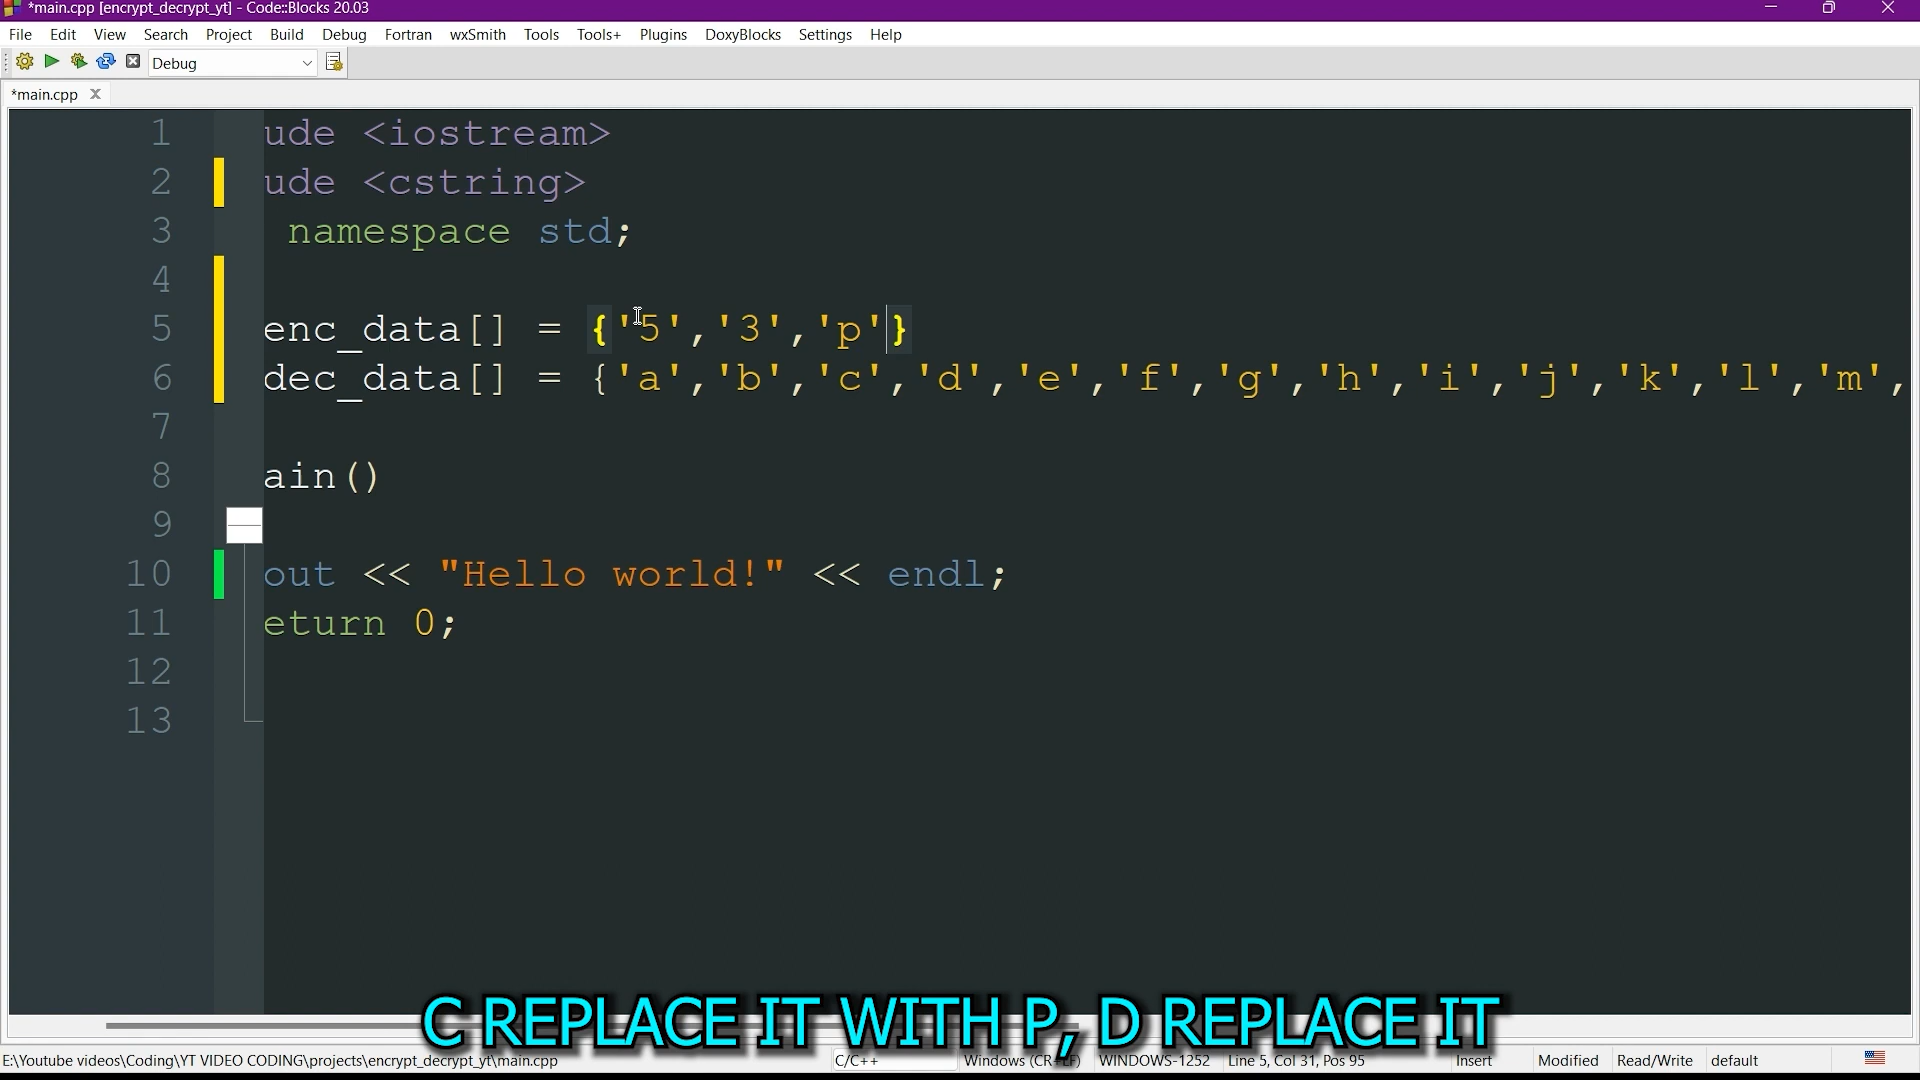 *main.cpp [encrypt_decrypt_yt] - Code::Blocks 20.03
File Edit View Search Project Build Debug Fortran wxSmith Tools Tools+ Plugins DoxyBlocks Settings Help
Debug
*main.cpp
1 ude <iostream>
2 ude <cstring>
3 namespace std;
4
5 enc_data[] = {'5','3','p'}
6 dec_data[] = {'a','b','c','d','e','f','g','h','i','j','k','l','m',
7
8 ain()
9
10 out << "Hello world!" << endl;
11 eturn 0;
12
13
C REPLACE IT WITH P, D REPLACE IT
E:\Youtube videos\Coding\YT VIDEO CODING\projects\encrypt_decrypt_yt\main.cpp C/C++ Windows (CR+LF) WINDOWS-1252 Line 5, Col 31, Pos 95 Insert Modified Read/Write default